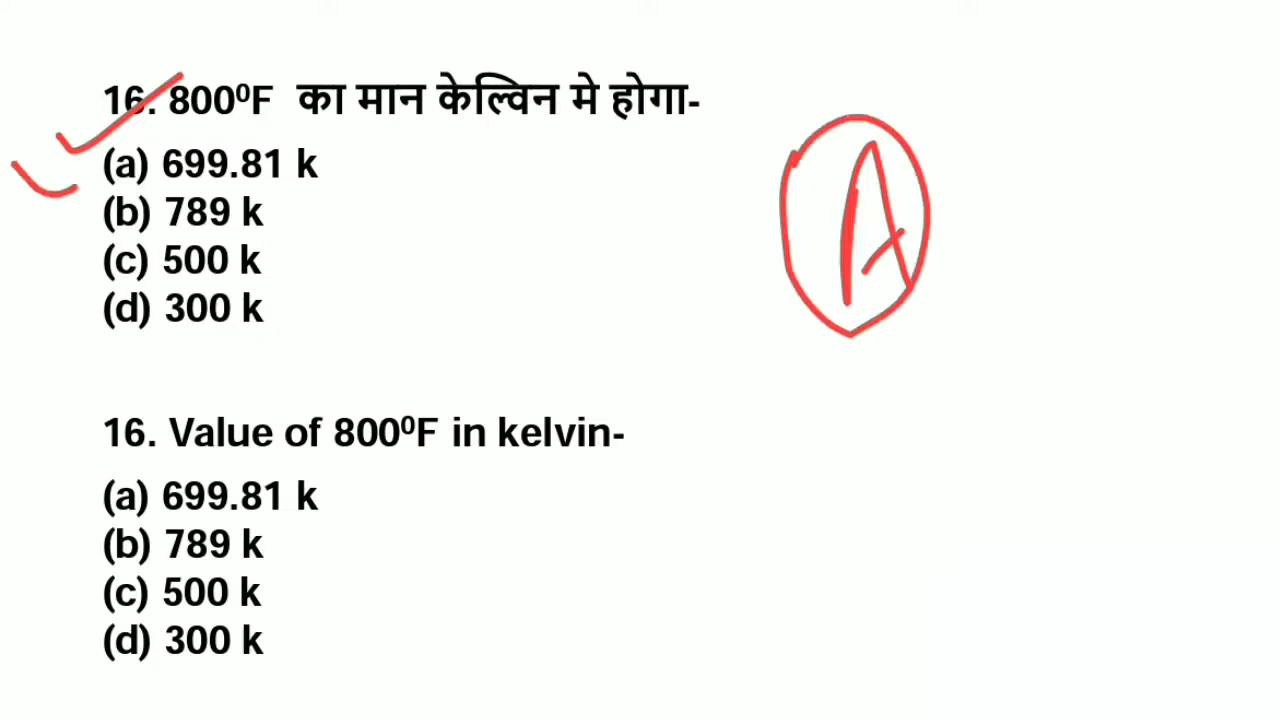 16. 800⁰F का मान केल्विन मे होगा-
(a) 699.81 k
(b) 789 k
(c) 500 k
(d) 300 k
A
16. Value of 800⁰F in kelvin-
(a) 699.81 k
(b) 789 k
(c) 500 k
(d) 300 k